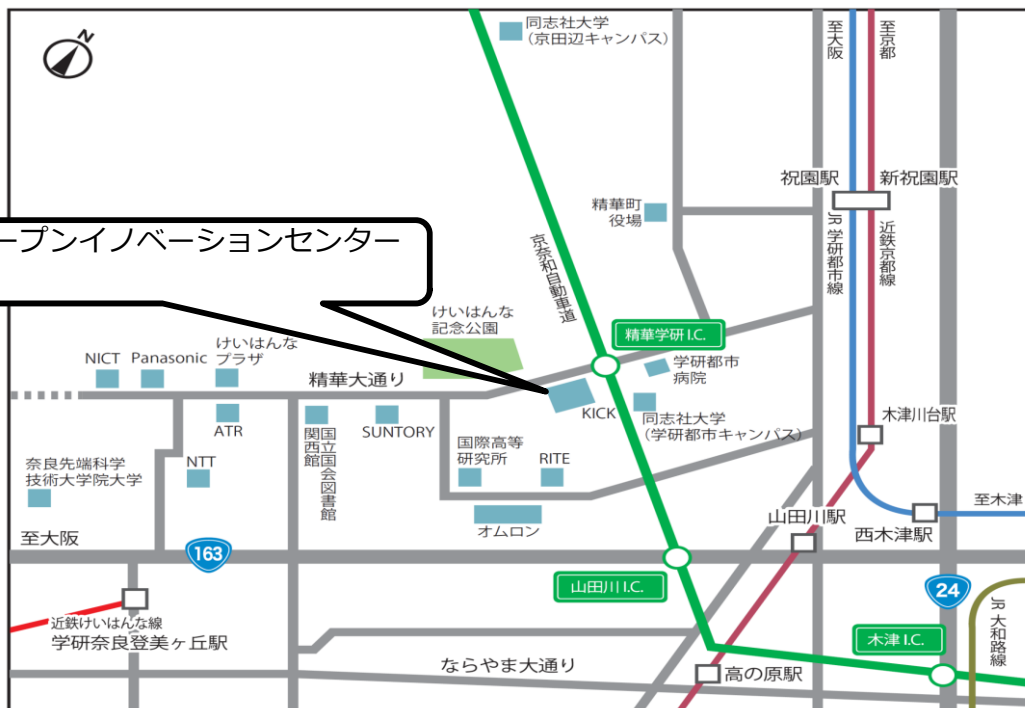 N
同志社大学
(京田辺キャンパス)
至大阪
至京都
祝園駅
新祝園駅
精華町
役場
JR 学研都市線
近鉄京都線
京奈和自動車道
ープンイノベーションセンター
けいはんな
記念公園
精華学研 I.C.
学研都市
病院
NICT
Panasonic
けいはんな
プラザ
精華大通り
KICK
同志社大学
(学研都市キャンパス)
木津川台駅
ATR
国立国会図書館
関西館
SUNTORY
国際高等
研究所
RITE
奈良先端科学
技術大学院大学
NTT
オムロン
山田川駅
西木津駅
至木津
至大阪
163
山田川 I.C.
24
近鉄けいはんな線
学研奈良登美ヶ丘駅
木津 I.C.
JR 大和路線
ならやま大通り
高の原駅